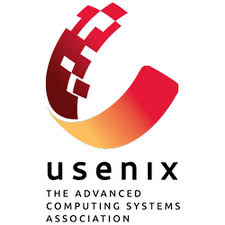 usenix
THE ADVANCED
COMPUTING SYSTEMS
ASSOCIATION